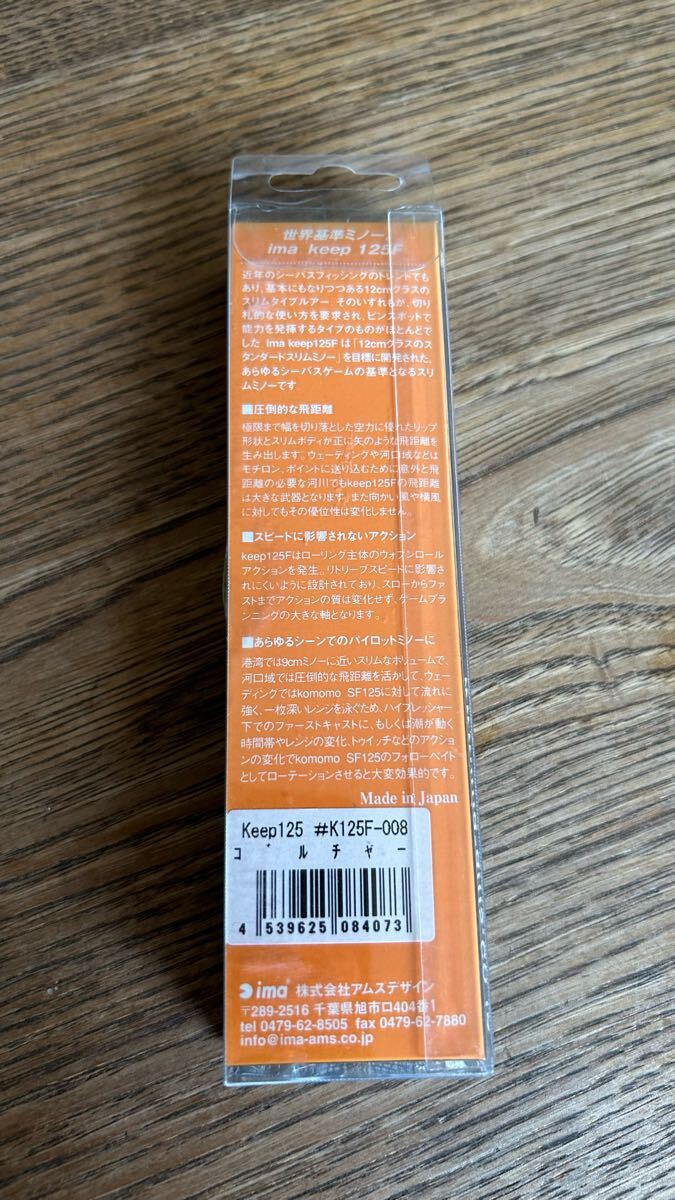 世界基準ミノー
ima keep 125F
近年のシーバスフィッシングのトレントでも
あり、基本にもなりつつある12cmクラスの
スリムタイプルアー そのいずれもが、切り
札的な使い方を要求され、ピンスポットで
能力を発揮するタイプのものがほとんどで
した ima keep125F は「12cmクラスのス
タンダードスリムミノー」を目標に開発された、
あらゆるシーバスゲームの基準となるスリ
ムミノーです
■圧倒的な飛距離
極限まで幅を切り落とした空力に優れたリップ
形状とスリムボディが正に矢のような飛距離を
生み出します。ウェーディングや河口域などは
モチロン、ポイントに送り込むために意外と飛
距離の必要な河川でもkeep125Fの飛距離
は大きな武器となります。また向かい風や横風
に対してもその優位性は変化しません。
■スピードに影響されないアクション
keep125Fはローリング主体のウォブンロール
アクションを発生。リトリーブスピードに影響さ
れにくいように設計されており、スローからファ
ストまでアクションの質は変化せず、ゲームプラ
ンニングの大きな軸となります。
■あらゆるシーンでのパイロットミノーに
港湾では9cmミノーに近いスリムなボリュームで、
河口域では圧倒的な飛距離を活かして、ウェー
ディングではkomomo SF125に対して流れに
強く、一枚深いレンジを泳ぐため、ハイプレッシャー
下でのファーストキャストに、もしくは潮が動く
時間帯やレンジの変化、トゥイッチなどのアクショ
ンの変化でkomomo SF125のフォローベイト
としてローテーションさせると大変効果的です。
Made in Japan
Keep125 #K125F-008
コﾞルチャー
4 539625 084073
ima 株式会社アムスデザイン
〒289-2516 千葉県旭市ロ404番1
tel 0479-62-8505 fax 0479-62-7880
info@ima-ams.co.jp